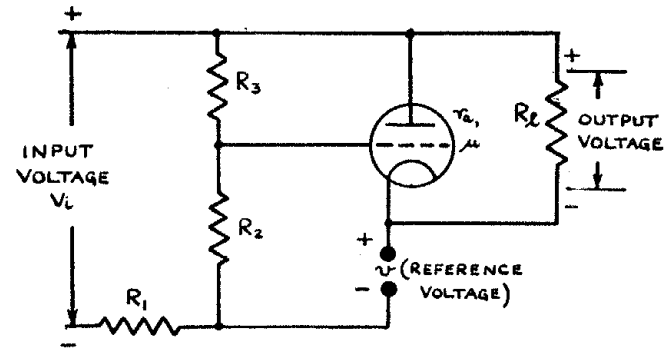 +
R3
+
ra,
μ
Rℓ
OUTPUT
VOLTAGE
INPUT
VOLTAGE
Vi
R2
−
+
v (REFERENCE
VOLTAGE)
−
R1
−